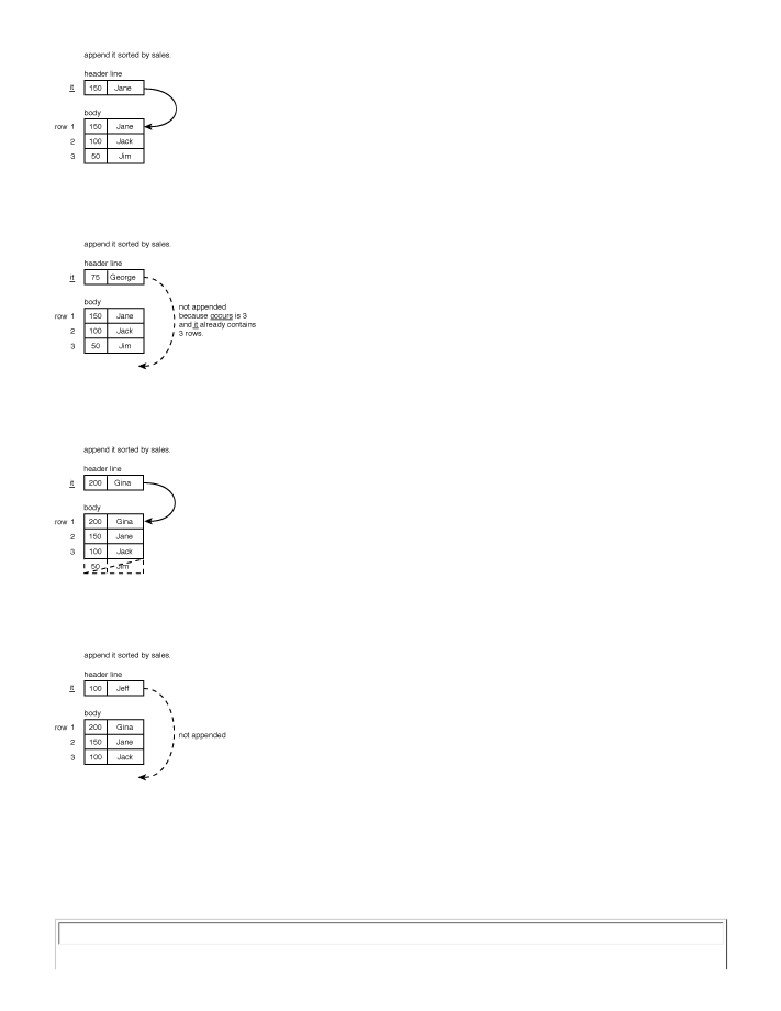 append it sorted by sales.
header line
it 150 Jane
body
row 1 150 Jane
2 100 Jack
3 50 Jim
append it sorted by sales.
header line
it 75 George
body
row 1 150 Jane
2 100 Jack
3 50 Jim
not appended
because occurs is 3
and it already contains
3 rows.
append it sorted by sales.
header line
it 200 Gina
body
row 1 200 Gina
2 150 Jane
3 100 Jack
50 Jim
append it sorted by sales.
header line
it 100 Jeff
body
row 1 200 Gina
2 150 Jane
3 100 Jack
not appended